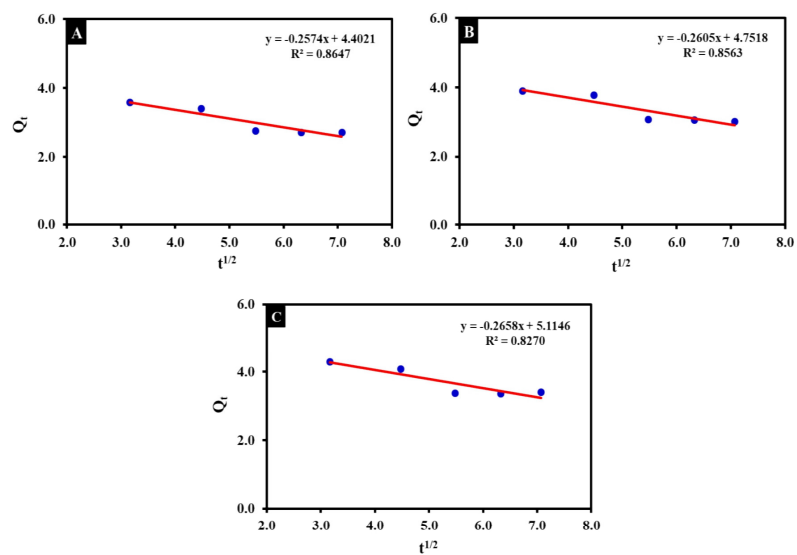 A
y = -0.2574x + 4.4021
R² = 0.8647
6.0
4.0
2.0
0.0
Qt
2.0 3.0 4.0 5.0 6.0 7.0 8.0
t1/2
B
y = -0.2605x + 4.7518
R² = 0.8563
6.0
4.0
2.0
0.0
Qt
2.0 3.0 4.0 5.0 6.0 7.0 8.0
t1/2
C
y = -0.2658x + 5.1146
R² = 0.8270
6.0
4.0
2.0
0.0
Qt
2.0 3.0 4.0 5.0 6.0 7.0 8.0
t1/2